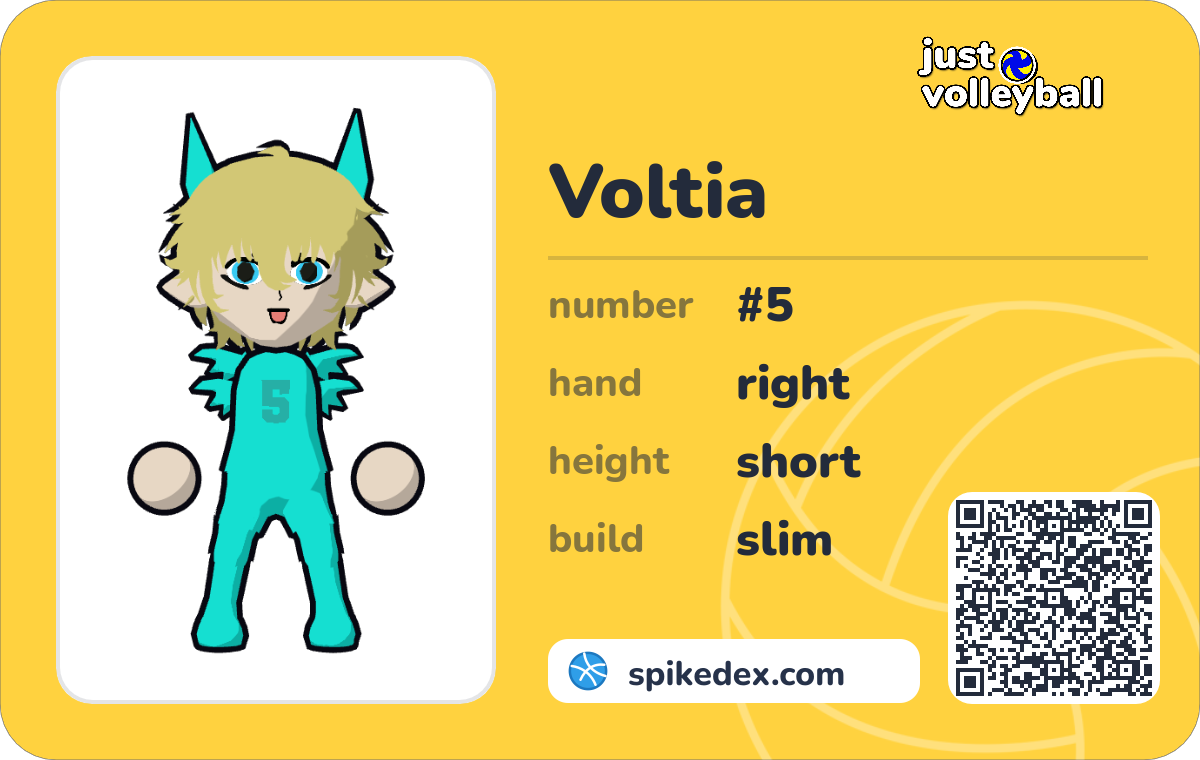 just
volleyball
Voltia
number #5
hand right
height short
build slim
5
spikedex.com